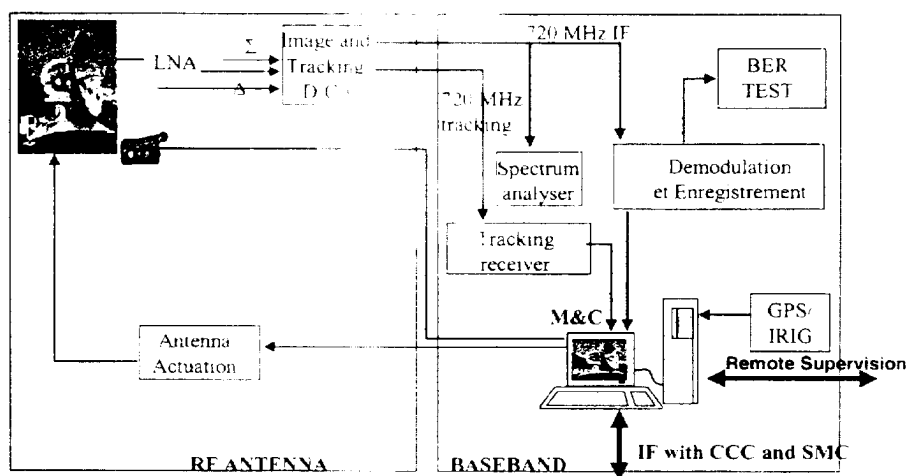 Σ
LNA
Δ
Image and
Tracking
D/C
720 MHz IF
720 MHz
tracking
BER
TEST
Spectrum
analyser
Demodulation
et Enregistrement
Tracking
receiver
M&C
GPS/
IRIG
Antenna
Actuation
Remote Supervision
RF ANTENNA
BASEBAND
IF with CCC and SMC